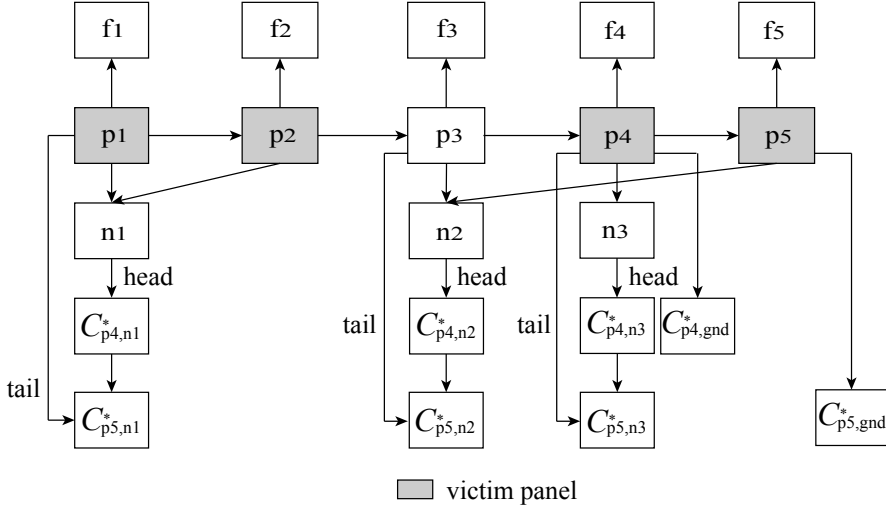 f1 f2 f3 f4 f5
p1 p2 p3 p4 p5
n1 n2 n3
head head head
C*p4,n1 C*p4,n2 C*p4,n3 C*p4,gnd
tail tail tail
C*p5,n1 C*p5,n2 C*p5,n3 C*p5,gnd
victim panel